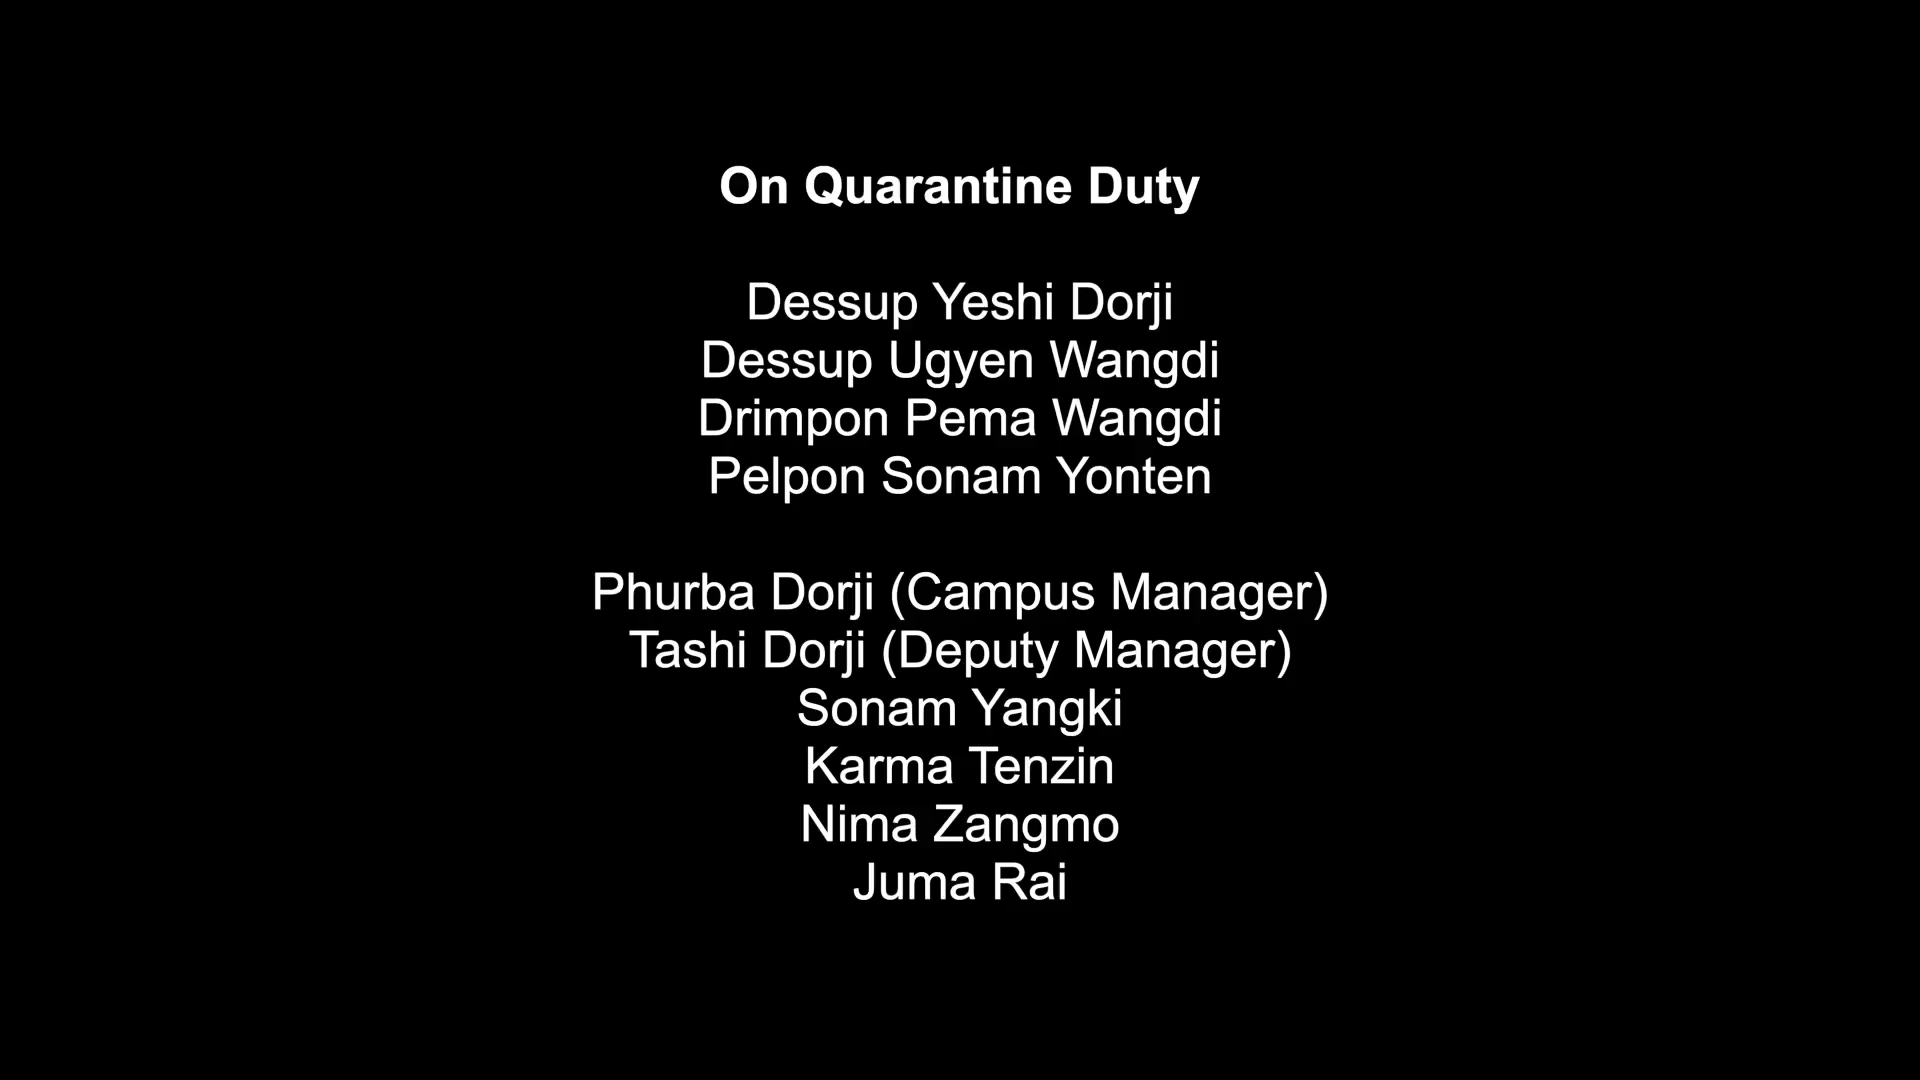 On Quarantine Duty
Dessup Yeshi Dorji
Dessup Ugyen Wangdi
Drimpon Pema Wangdi
Pelpon Sonam Yonten
Phurba Dorji (Campus Manager)
Tashi Dorji (Deputy Manager)
Sonam Yangki
Karma Tenzin
Nima Zangmo
Juma Rai